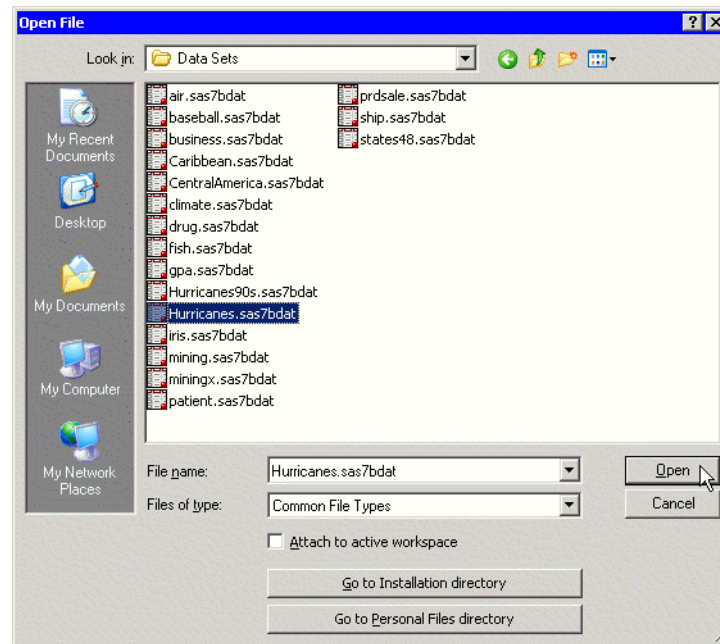 Open File
Look in: Data Sets
My Recent
Documents
Desktop
My Documents
My Computer
My Network
Places
air.sas7bdat
baseball.sas7bdat
business.sas7bdat
Caribbean.sas7bdat
CentralAmerica.sas7bdat
climate.sas7bdat
drug.sas7bdat
fish.sas7bdat
gpa.sas7bdat
Hurricanes90s.sas7bdat
Hurricanes.sas7bdat
iris.sas7bdat
mining.sas7bdat
miningx.sas7bdat
patient.sas7bdat
prdsale.sas7bdat
ship.sas7bdat
states48.sas7bdat
File name: Hurricanes.sas7bdat Open
Files of type: Common File Types Cancel
Attach to active workspace
Go to Installation directory
Go to Personal Files directory